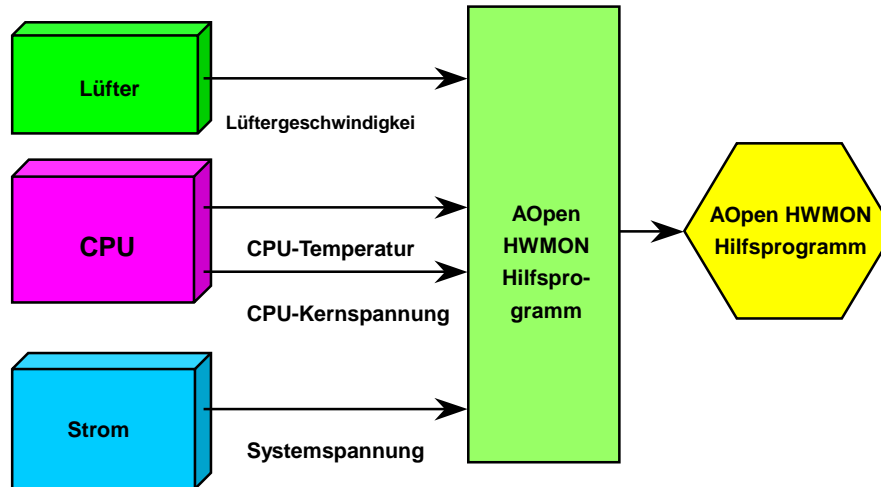 Lüfter
Lüftergeschwindigkei
CPU
CPU-Temperatur
CPU-Kernspannung
Strom
Systemspannung
AOpen
HWMON
Hilfspro-
gramm
AOpen HWMON
Hilfsprogramm